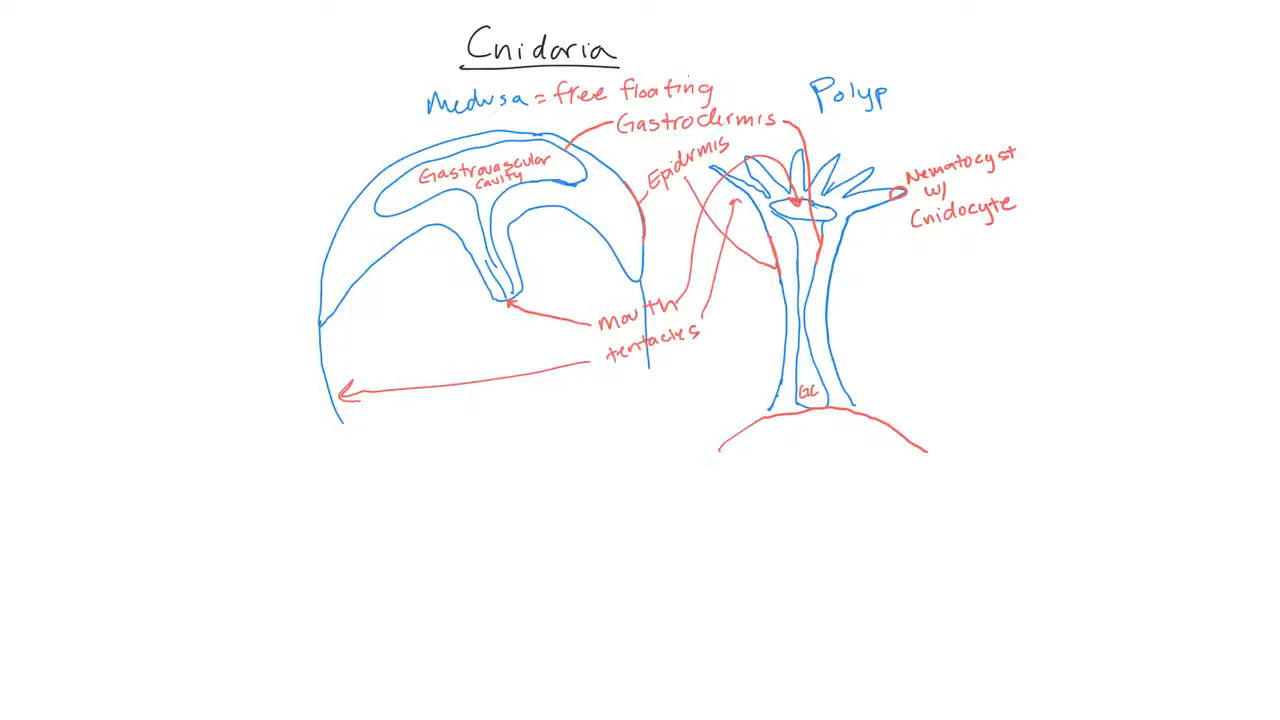 Cnidaria
Medusa = free floating
Polyp
Gastrodermis
Epidermis
Gastrovascular
cavity
Nematocyst
w/
Cnidocyte
mouth
tentacles
GC